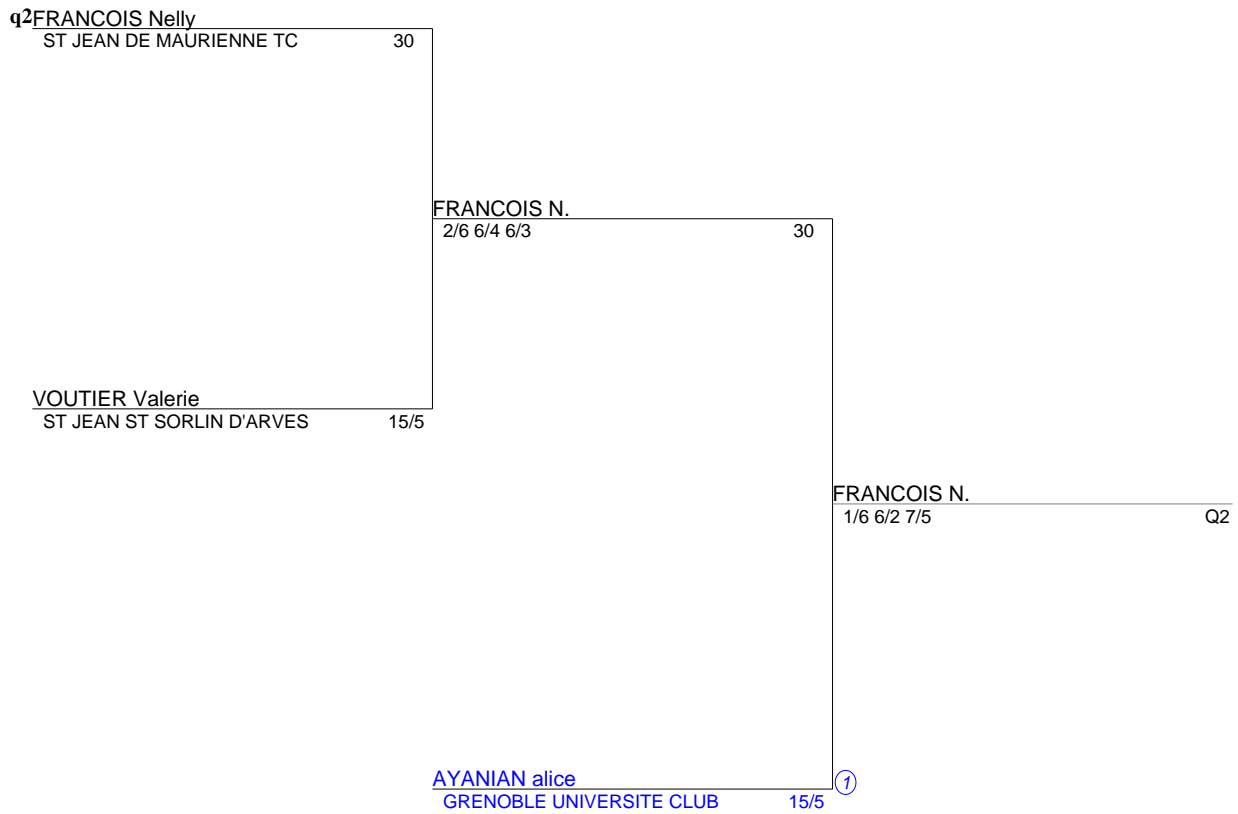 q2FRANCOIS Nelly
ST JEAN DE MAURIENNE TC 30
FRANCOIS N.
2/6 6/4 6/3 30
VOUTIER Valerie
ST JEAN ST SORLIN D'ARVES 15/5
FRANCOIS N.
1/6 6/2 7/5 Q2
AYANIAN alice 1
GRENOBLE UNIVERSITE CLUB 15/5